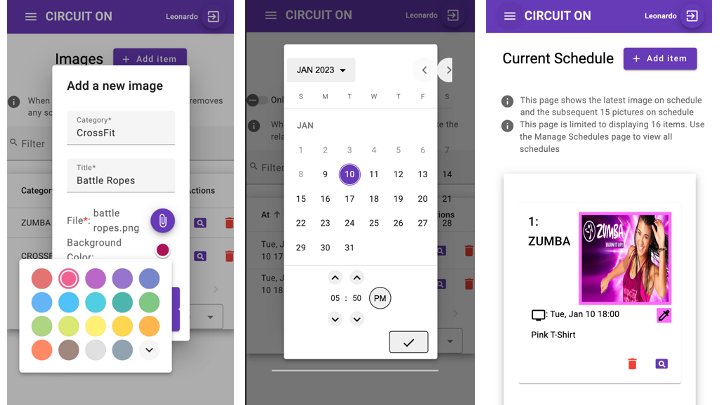 CIRCUIT ON
Leonardo
Images
+ Add item
When
removes
any s
Filter
Categor
Actions
ZUMBA
CROSSF
Add a new image
Category*
CrossFit
Title*
Battle Ropes
File*:
battle
ropes.png
Background
Color:
CIRCUIT ON
Leonardo
Onl
the
rela
Filter
At ↑
ons
Tue, J
10 17
Tue, J
10 18
JAN 2023
S M T W T F S
JAN
1 2 3 4 5 6 7
8 9 10 11 12 13 14
15 16 17 18 19 20 21
22 23 24 25 26 27 28
29 30 31
05 : 50 PM
CIRCUIT ON
Leonardo
Current Schedule
+ Add item
This page shows the latest image on schedule
and the subsequent 15 pictures on schedule
This page is limited to displaying 16 items. Use
the Manage Schedules page to view all
schedules
1:
ZUMBA
ZUMBA
: Tue, Jan 10 18:00
Pink T-Shirt